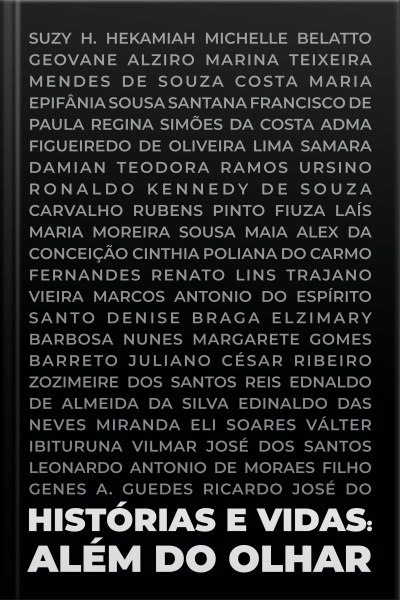 SUZY H. HEKAMIAH MICHELLE BELATTO
GEOVANE ALZIRO MARINA TEIXEIRA
MENDES DE SOUZA COSTA MARIA
EPIFÂNIA SOUSA SANTANA FRANCISCO DE
PAULA REGINA SIMÕES DA COSTA ADMA
FIGUEIREDO DE OLIVEIRA LIMA SAMARA
DAMIAN TEODORA RAMOS URSINO
RONALDO KENNEDY DE SOUZA
CARVALHO RUBENS PINTO FIUZA LAÍS
MARIA MOREIRA SOUSA MAIA ALEX DA
CONCEIÇÃO CINTHIA POLIANA DO CARMO
FERNANDES RENATO LINS TRAJANO
VIEIRA MARCOS ANTONIO DO ESPÍRITO
SANTO DENISE BRAGA ELZIMARY
BARBOSA NUNES MARGARETE GOMES
BARRETO JULIANO CÉSAR RIBEIRO
ZOZIMEIRE DOS SANTOS REIS EDNALDO
DE ALMEIDA DA SILVA EDINALDO DAS
NEVES MIRANDA ELI SOARES VÁLTER
IBITURUNA VILMAR JOSÉ DOS SANTOS
LEONARDO ANTONIO DE MORAES FILHO
GENES A. GUEDES RICARDO JOSÉ DO
HISTÓRIAS E VIDAS:
ALÉM DO OLHAR